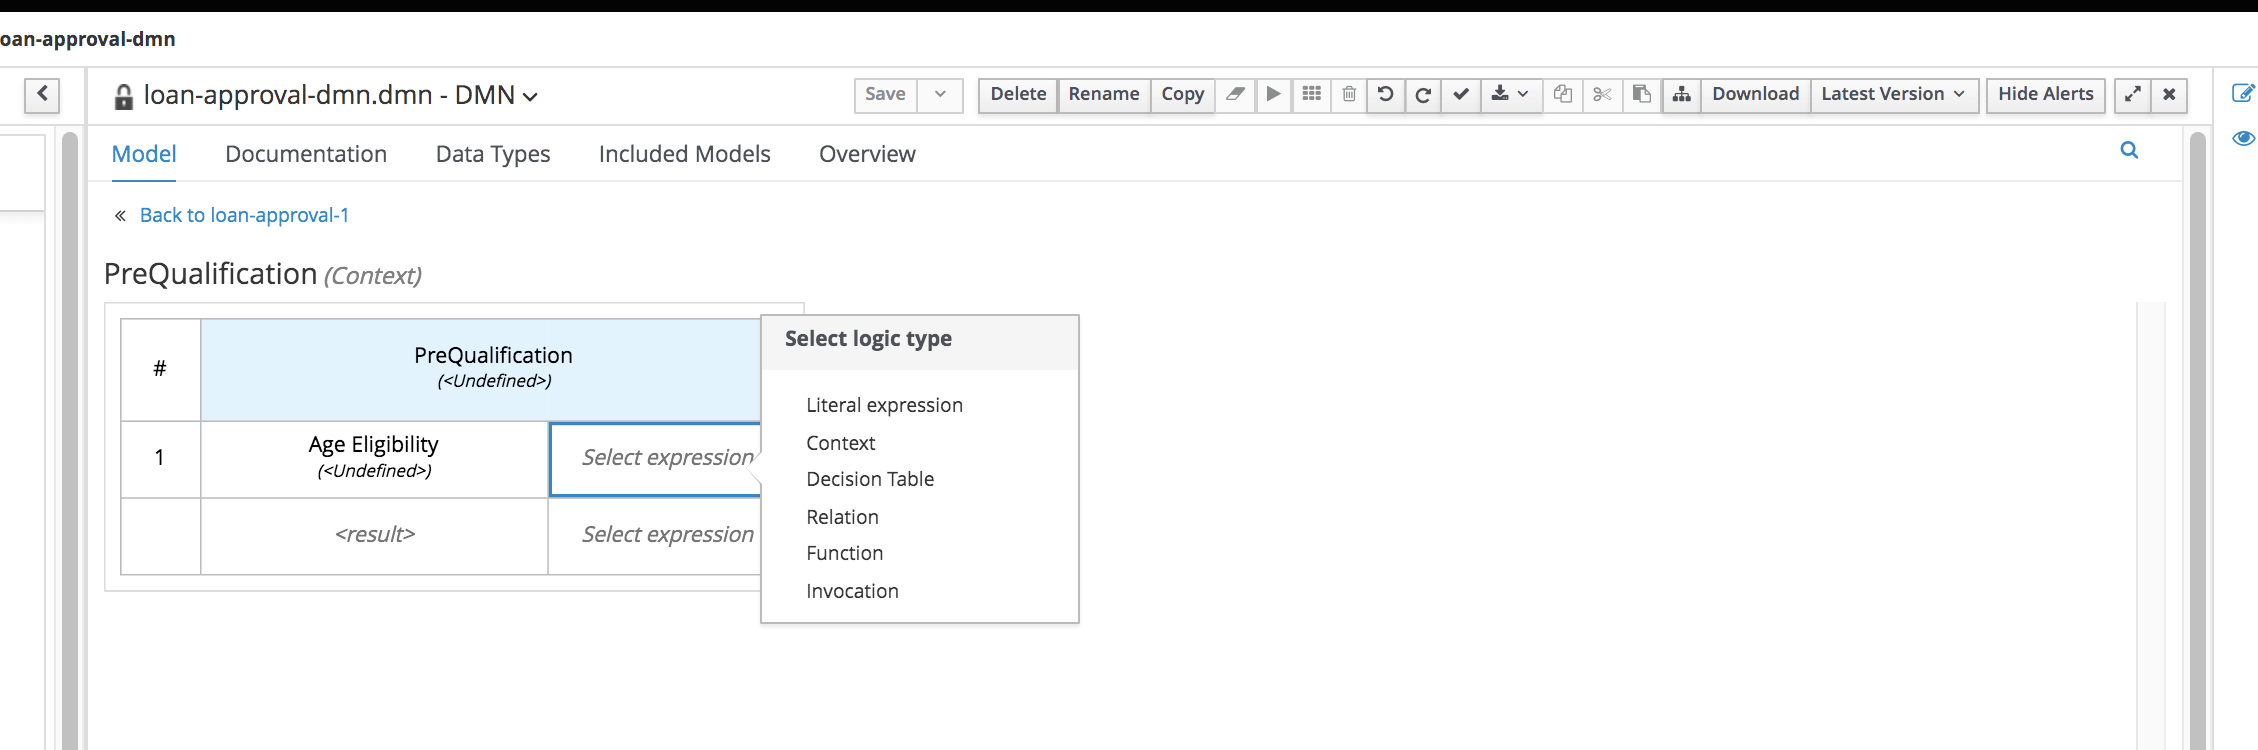 oan-approval-dmn
loan-approval-dmn.dmn - DMN
Save Delete Rename Copy Download Latest Version Hide Alerts
Model Documentation Data Types Included Models Overview
« Back to loan-approval-1
PreQualification (Context)
# PreQualification
(<Undefined>)
1 Age Eligibility
(<Undefined>)
Select expression
<result> Select expression
Select logic type
Literal expression
Context
Decision Table
Relation
Function
Invocation